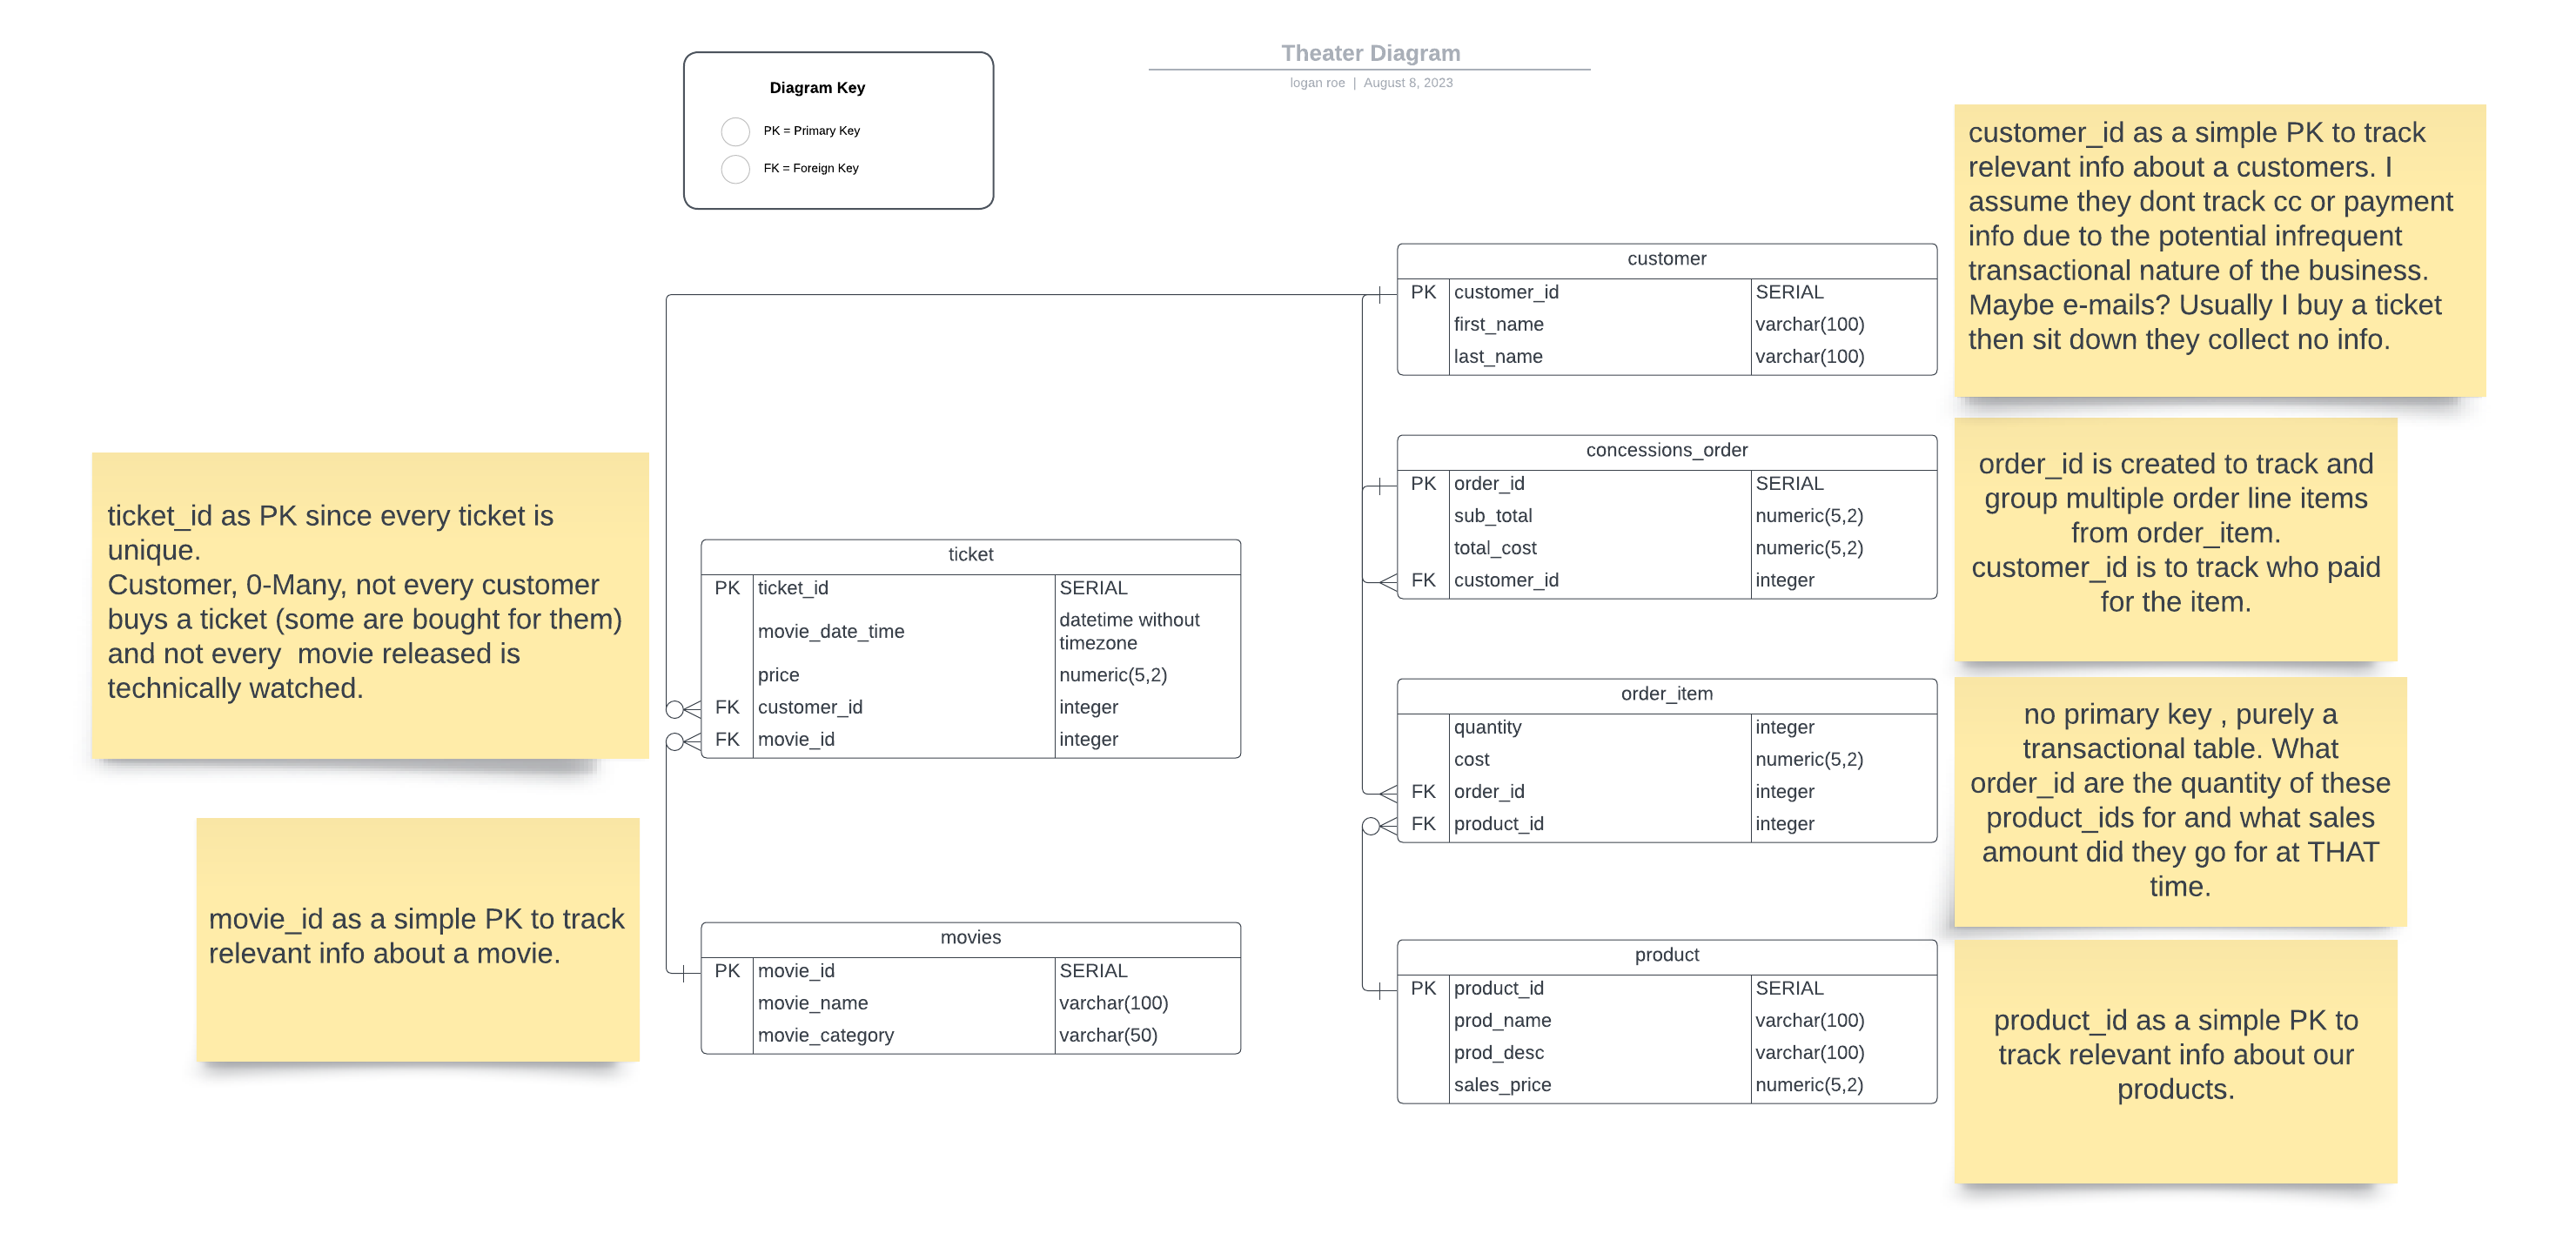 Theater Diagram
logan roe | August 8, 2023
Diagram Key
PK = Primary Key
FK = Foreign Key
customer_id as a simple PK to track
relevant info about a customers. I
assume they dont track cc or payment
info due to the potential infrequent
transactional nature of the business.
Maybe e-mails? Usually I buy a ticket
then sit down they collect no info.
customer
PK customer_id SERIAL
first_name varchar(100)
last_name varchar(100)
concessions_order
PK order_id SERIAL
sub_total numeric(5,2)
total_cost numeric(5,2)
FK customer_id integer
order_id is created to track and
group multiple order line items
from order_item.
customer_id is to track who paid
for the item.
ticket_id as PK since every ticket is
unique.
Customer, 0-Many, not every customer
buys a ticket (some are bought for them)
and not every  movie released is
technically watched.
ticket
PK ticket_id SERIAL
movie_date_time datetime without
timezone
price numeric(5,2)
FK customer_id integer
FK movie_id integer
order_item
quantity integer
cost numeric(5,2)
FK order_id integer
FK product_id integer
no primary key , purely a
transactional table. What
order_id are the quantity of these
product_ids for and what sales
amount did they go for at THAT
time.
movie_id as a simple PK to track
relevant info about a movie.
movies
PK movie_id SERIAL
movie_name varchar(100)
movie_category varchar(50)
product
PK product_id SERIAL
prod_name varchar(100)
prod_desc varchar(100)
sales_price numeric(5,2)
product_id as a simple PK to
track relevant info about our
products.